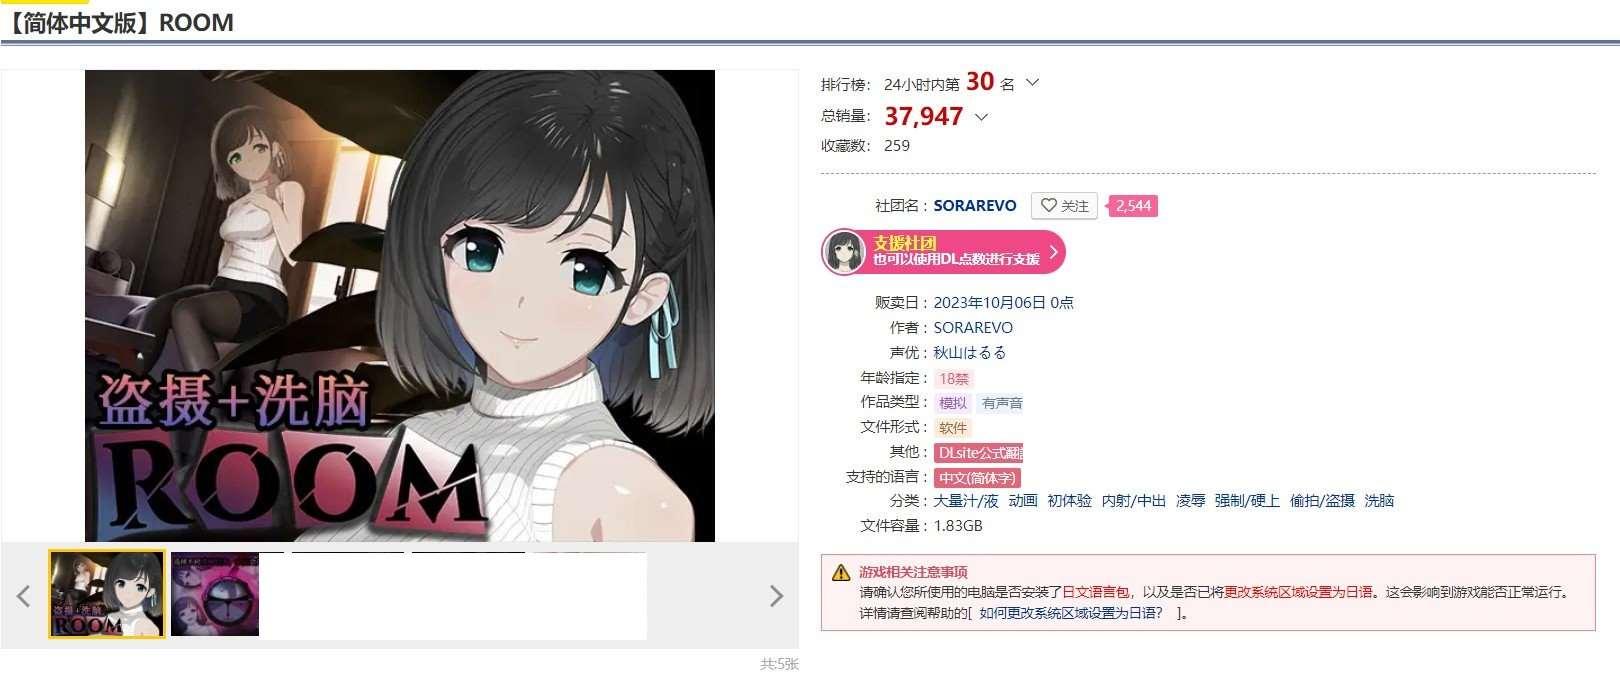 【简体中文版】ROOM
盗摄+洗脑
ROOM
盗摄+洗脑
ROOM
共:5张
排行榜： 24小时内第 30 名
总销量： 37,947
收藏数： 259
社团名： SORAREVO 关注 2,544
支援社团
也可以使用DL点数进行支援
贩卖日： 2023年10月06日 0点
作者： SORAREVO
声优： 秋山はるる
年龄指定： 18禁
作品类型： 模拟 有声音
文件形式： 软件
其他： DLsite公式翻
支持的语言： 中文(简体字)
分类： 大量汁/液 动画 初体验 内射/中出 凌辱 强制/硬上 偷拍/盗摄 洗脑
文件容量： 1.83GB
游戏相关注意事项
请确认您所使用的电脑是否安装了日文语言包，以及是否已将更改系统区域设置为日语。这会影响到游戏能否正常运行。
详情请查阅帮助的[ 如何更改系统区域设置为日语？ ]。